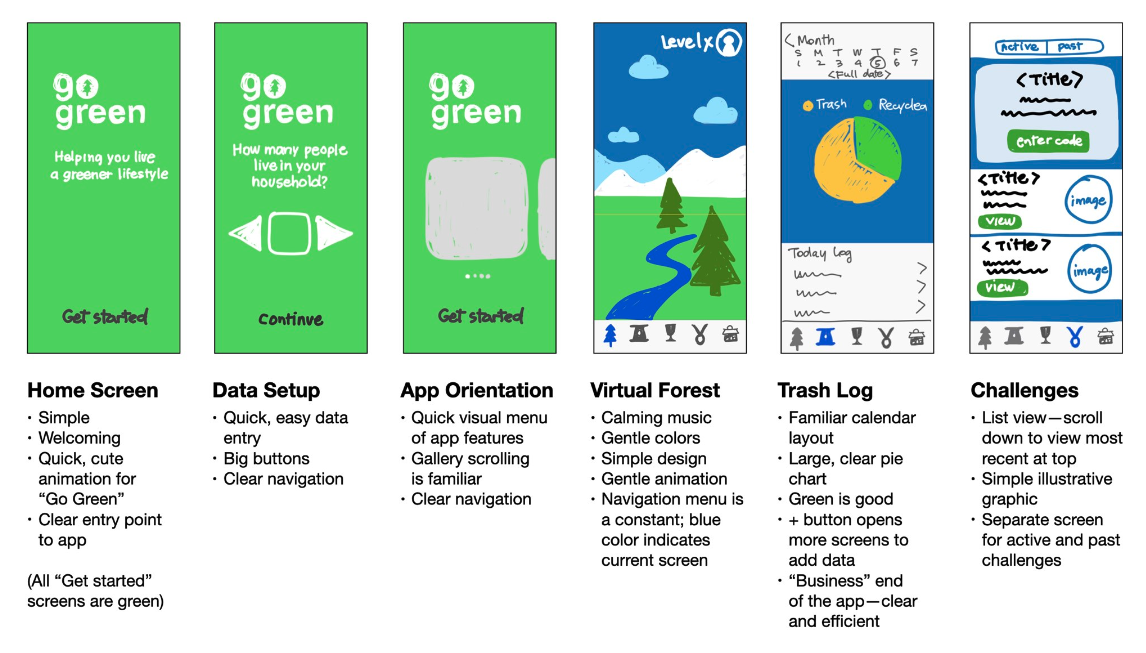 go
green
Helping you live
a greener lifestyle
Get started
go
green
How many people
live in your
household?
Continue
go
green
Get started
Level X
< Month
S M T W T F S
1 2 3 4 5 6 7
<Full date>
Trash Recycled
Today log
Active past
<Title>
enter code
<Title>
view
image
<Title>
view
image
Home Screen
• Simple
• Welcoming
• Quick, cute
animation for
“Go Green”
• Clear entry point
to app
(All “Get started”
screens are green)
Data Setup
• Quick, easy data
entry
• Big buttons
• Clear navigation
App Orientation
• Quick visual menu
of app features
• Gallery scrolling
is familiar
• Clear navigation
Virtual Forest
• Calming music
• Gentle colors
• Simple design
• Gentle animation
• Navigation menu is
a constant; blue
color indicates
current screen
Trash Log
• Familiar calendar
layout
• Large, clear pie
chart
• Green is good
• + button opens
more screens to
add data
• “Business” end
of the app—clear
and efficient
Challenges
• List view—scroll
down to view most
recent at top
• Simple illustrative
graphic
• Separate screen
for active and past
challenges